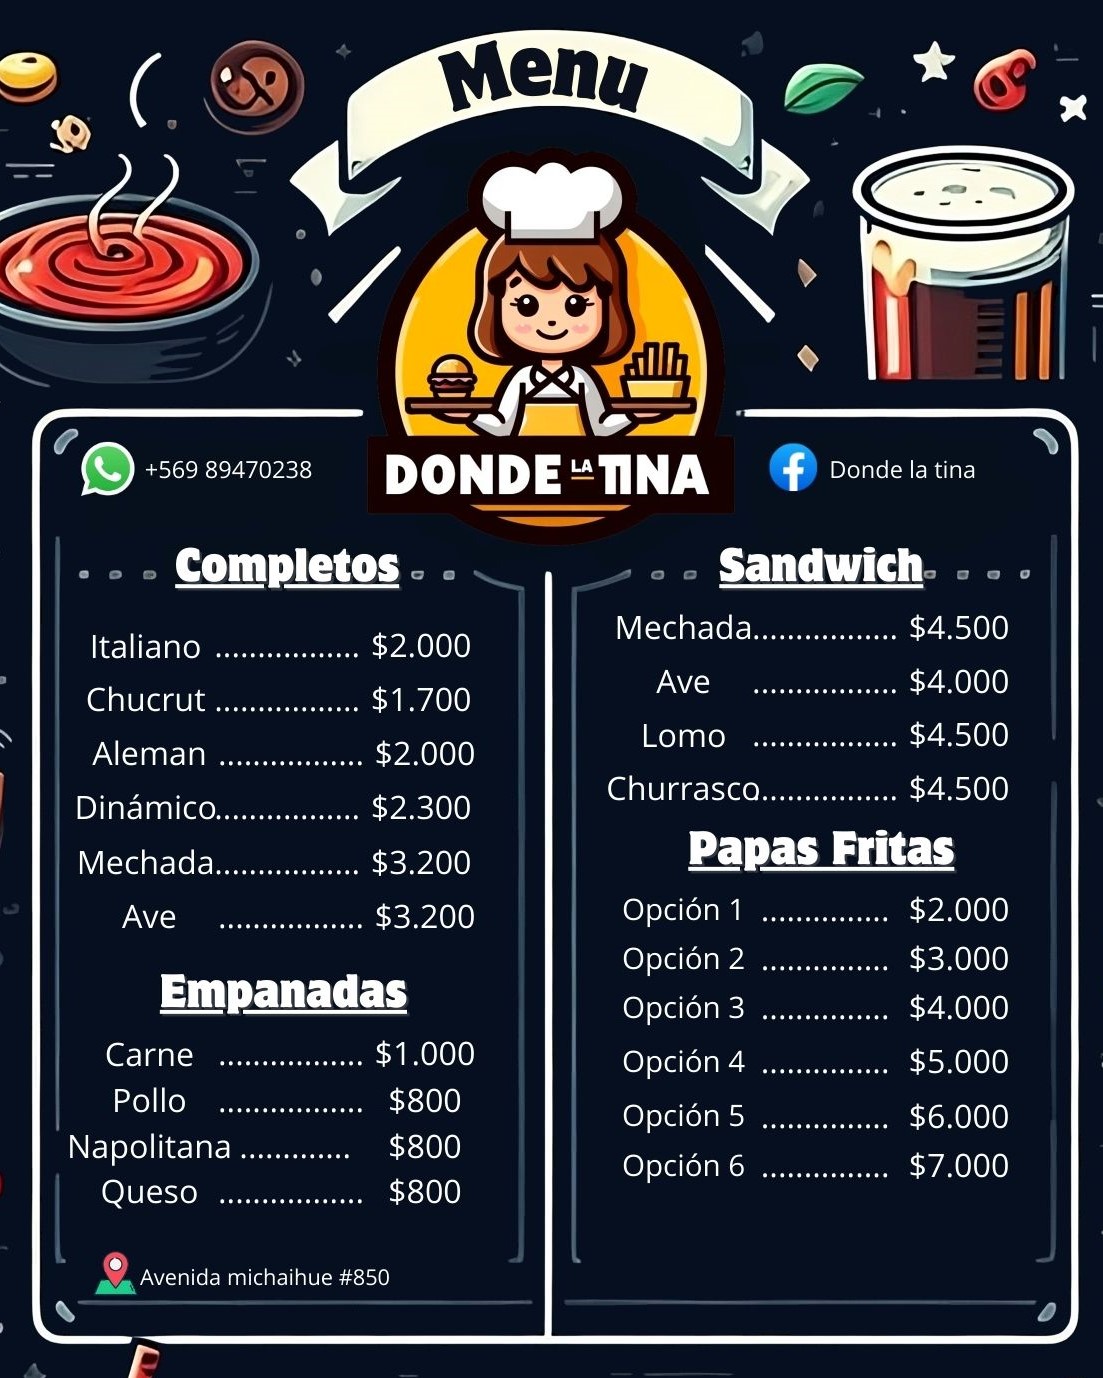 Menu
DONDE LA TINA
+569 89470238
Donde la tina
Completos
Italiano ................. $2.000
Chucrut ................. $1.700
Aleman ................. $2.000
Dinámico................. $2.300
Mechada................. $3.200
Ave ................. $3.200
Empanadas
Carne ................. $1.000
Pollo ................. $800
Napolitana ............. $800
Queso ................. $800
Avenida michaihue #850
Sandwich
Mechada................. $4.500
Ave ................. $4.000
Lomo ................. $4.500
Churrasco................. $4.500
Papas Fritas
Opción 1 ............... $2.000
Opción 2 ............... $3.000
Opción 3 ............... $4.000
Opción 4 ............... $5.000
Opción 5 ............... $6.000
Opción 6 ............... $7.000